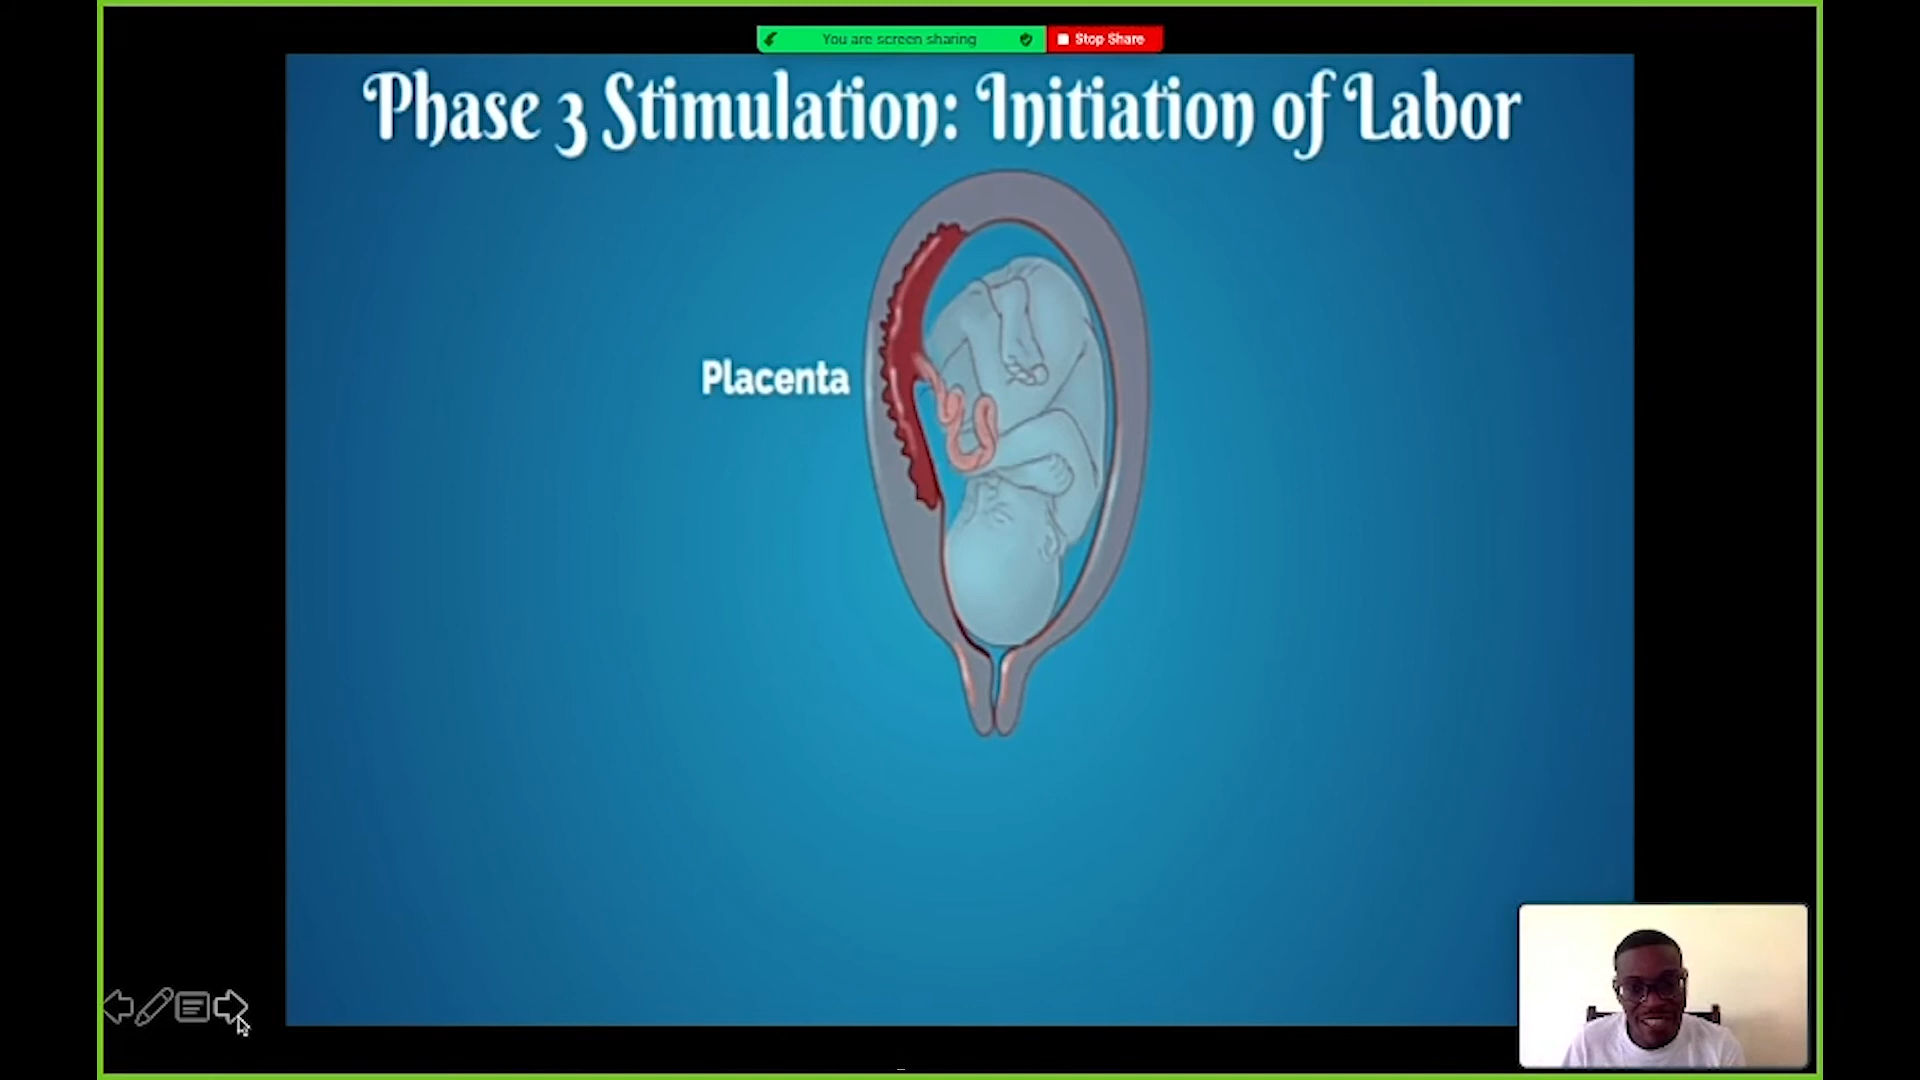 You are screen sharing
Stop Share
Phase 3 Stimulation: Initiation of Labor
Placenta